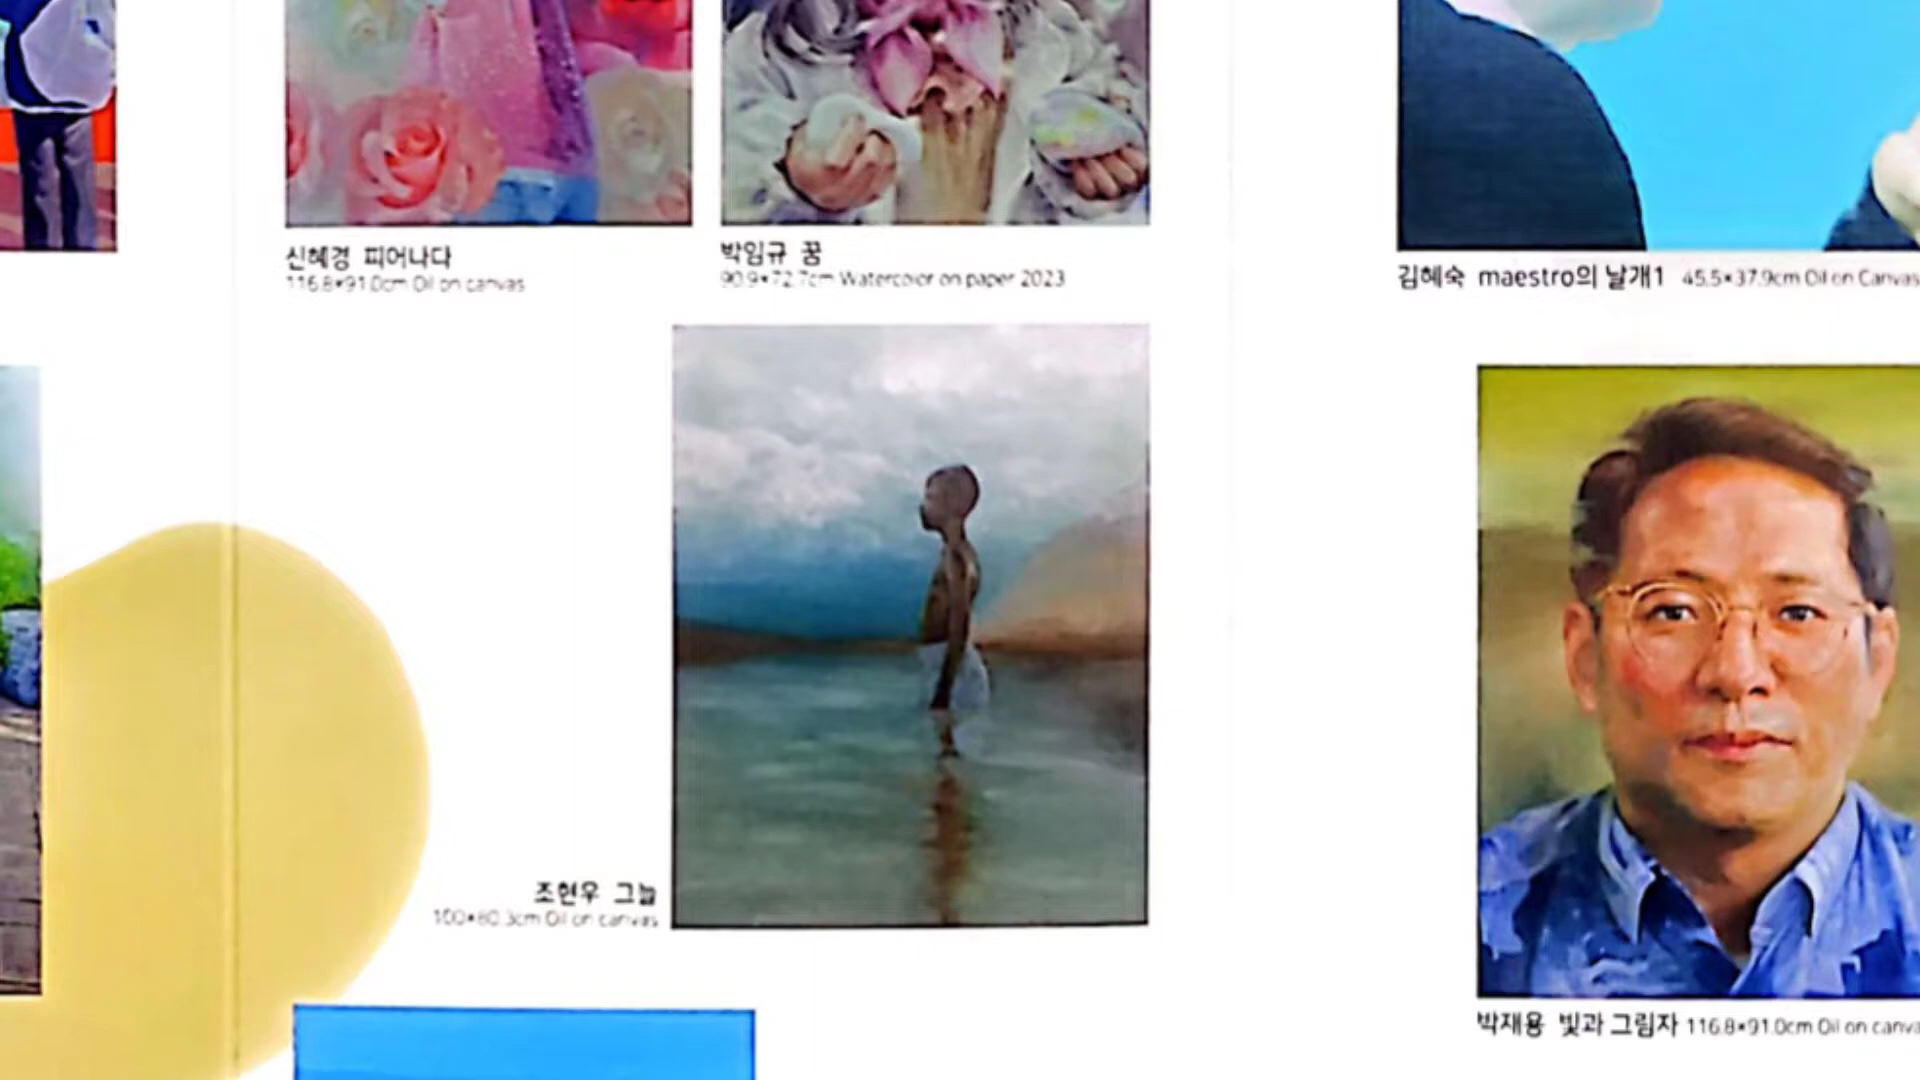 신혜경 피어나다
116.8×91.0cm Oil on canvas
박임규 꿈
90.9×72.7cm Watercolor on paper 2023
김혜숙 maestro의 날개1 45.5×37.9cm Oil on Canvas
조현우 그늘
100×80.3cm Oil on canvas
박재용 빛과 그림자 116.8×91.0cm Oil on canva